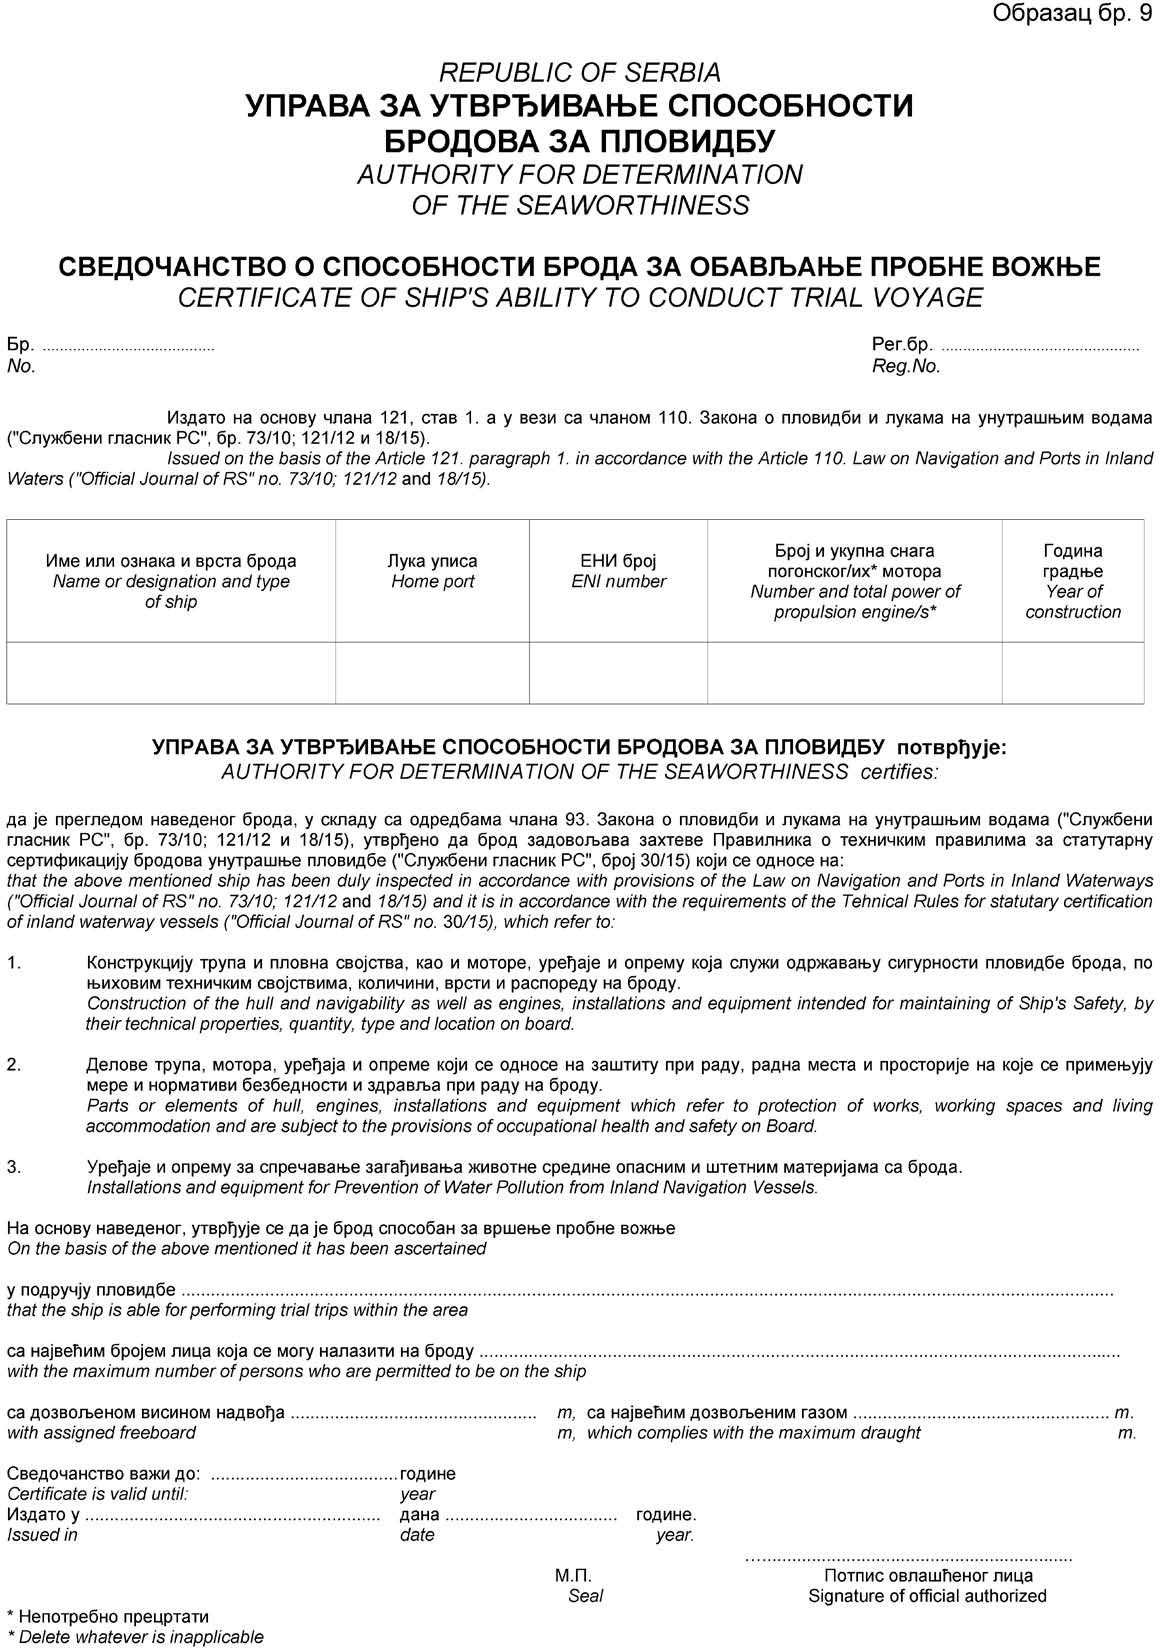 Образац бр. 9
REPUBLIC OF SERBIA
УПРАВА ЗА УТВРЂИВАЊЕ СПОСОБНОСТИ
БРОДОВА ЗА ПЛОВИДБУ
AUTHORITY FOR DETERMINATION
OF THE SEAWORTHINESS
СВЕДОЧАНСТВО О СПОСОБНОСТИ БРОДА ЗА ОБАВЉАЊЕ ПРОБНЕ ВОЖЊЕ
CERTIFICATE OF SHIP'S ABILITY TO CONDUCT TRIAL VOYAGE
Бр. ........................................ Рег.бр. ..............................................
No. Reg.No.
Издато на основу члана 121, став 1. а у вези са чланом 110. Закона о пловидби и лукама на унутрашњим водама
("Службени гласник РС", бр. 73/10; 121/12 и 18/15).
Issued on the basis of the Article 121. paragraph 1. in accordance with the Article 110. Law on Navigation and Ports in Inland
Waters ("Official Journal of RS" no. 73/10; 121/12 and 18/15).
Име или ознака и врста брода
Name or designation and type
of ship
Лука уписа
Home port
ЕНИ број
ENI number
Број и укупна снага
погонског/их* мотора
Number and total power of
propulsion engine/s*
Година
градње
Year of
construction
УПРАВА ЗА УТВРЂИВАЊЕ СПОСОБНОСТИ БРОДОВА ЗА ПЛОВИДБУ потврђује:
AUTHORITY FOR DETERMINATION OF THE SEAWORTHINESS certifies:
да је прегледом наведеног брода, у складу са одредбама члана 93. Закона о пловидби и лукама на унутрашњим водама ("Службени
гласник РС", бр. 73/10; 121/12 и 18/15), утврђено да брод задовољава захтеве Правилника о техничким правилима за статутарну
сертификацију бродова унутрашње пловидбе ("Службени гласник РС", број 30/15) који се односе на:
that the above mentioned ship has been duly inspected in accordance with provisions of the Law on Navigation and Ports in Inland Waterways
("Official Journal of RS" no. 73/10; 121/12 and 18/15) and it is in accordance with the requirements of the Tehnical Rules for statutary certification
of inland waterway vessels ("Official Journal of RS" no. 30/15), which refer to:
1. Конструкцију трупа и пловна својства, као и моторе, уређаје и опрему која служи одржавању сигурности пловидбе брода, по
њиховим техничким својствима, количини, врсти и распореду на броду.
Construction of the hull and navigability as well as engines, installations and equipment intended for maintaining of Ship's Safety, by
their technical properties, quantity, type and location on board.
2. Делове трупа, мотора, уређаја и опреме који се односе на заштиту при раду, радна места и просторије на које се примењују
мере и нормативи безбедности и здравља при раду на броду.
Parts or elements of hull, engines, installations and equipment which refer to protection of works, working spaces and living
accommodation and are subject to the provisions of occupational health and safety on Board.
3. Уређаје и опрему за спречавање загађивања животне средине опасним и штетним материјама са брода.
Installations and equipment for Prevention of Water Pollution from Inland Navigation Vessels.
На основу наведеног, утврђује се да је брод способан за вршење пробне вожње
On the basis of the above mentioned it has been ascertained
у подручју пловидбе ................................................................................
that the ship is able for performing trial trips within the area
са највећим бројем лица која се могу налазити на броду ................................................................................
with the maximum number of persons who are permitted to be on the ship
са дозвољеном висином надвођа .................................................. m, са највећим дозвољеним газом .................................................... m.
with assigned freeboard m, which complies with the maximum draught m.
Сведочанство важи до: ......................................године
Certificate is valid until: year
Издато у ............................................................ дана ................................... године.
Issued in date year.
..................................................................
М.П. Потпис овлашћеног лица
Seal Signature of official authorized
* Непотребно прецртати
* Delete whatever is inapplicable